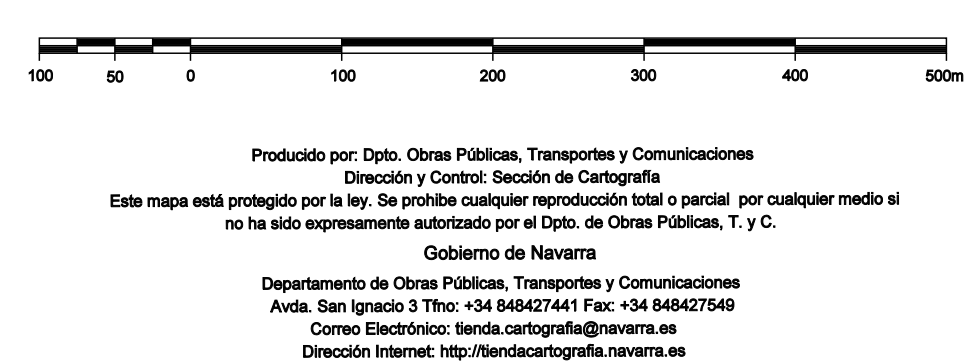 100 50 0 100 200 300 400 500m
Producido por: Dpto. Obras Públicas, Transportes y Comunicaciones
Dirección y Control: Sección de Cartografía
Este mapa está protegido por la ley. Se prohibe cualquier reproducción total o parcial por cualquier medio si
no ha sido expresamente autorizado por el Dpto. de Obras Públicas, T. y C.
Gobierno de Navarra
Departamento de Obras Públicas, Transportes y Comunicaciones
Avda. San Ignacio 3 Tfno: +34 848427441 Fax: +34 848427549
Correo Electrónico: tienda.cartografia@navarra.es
Dirección Internet: http://tiendacartografia.navarra.es